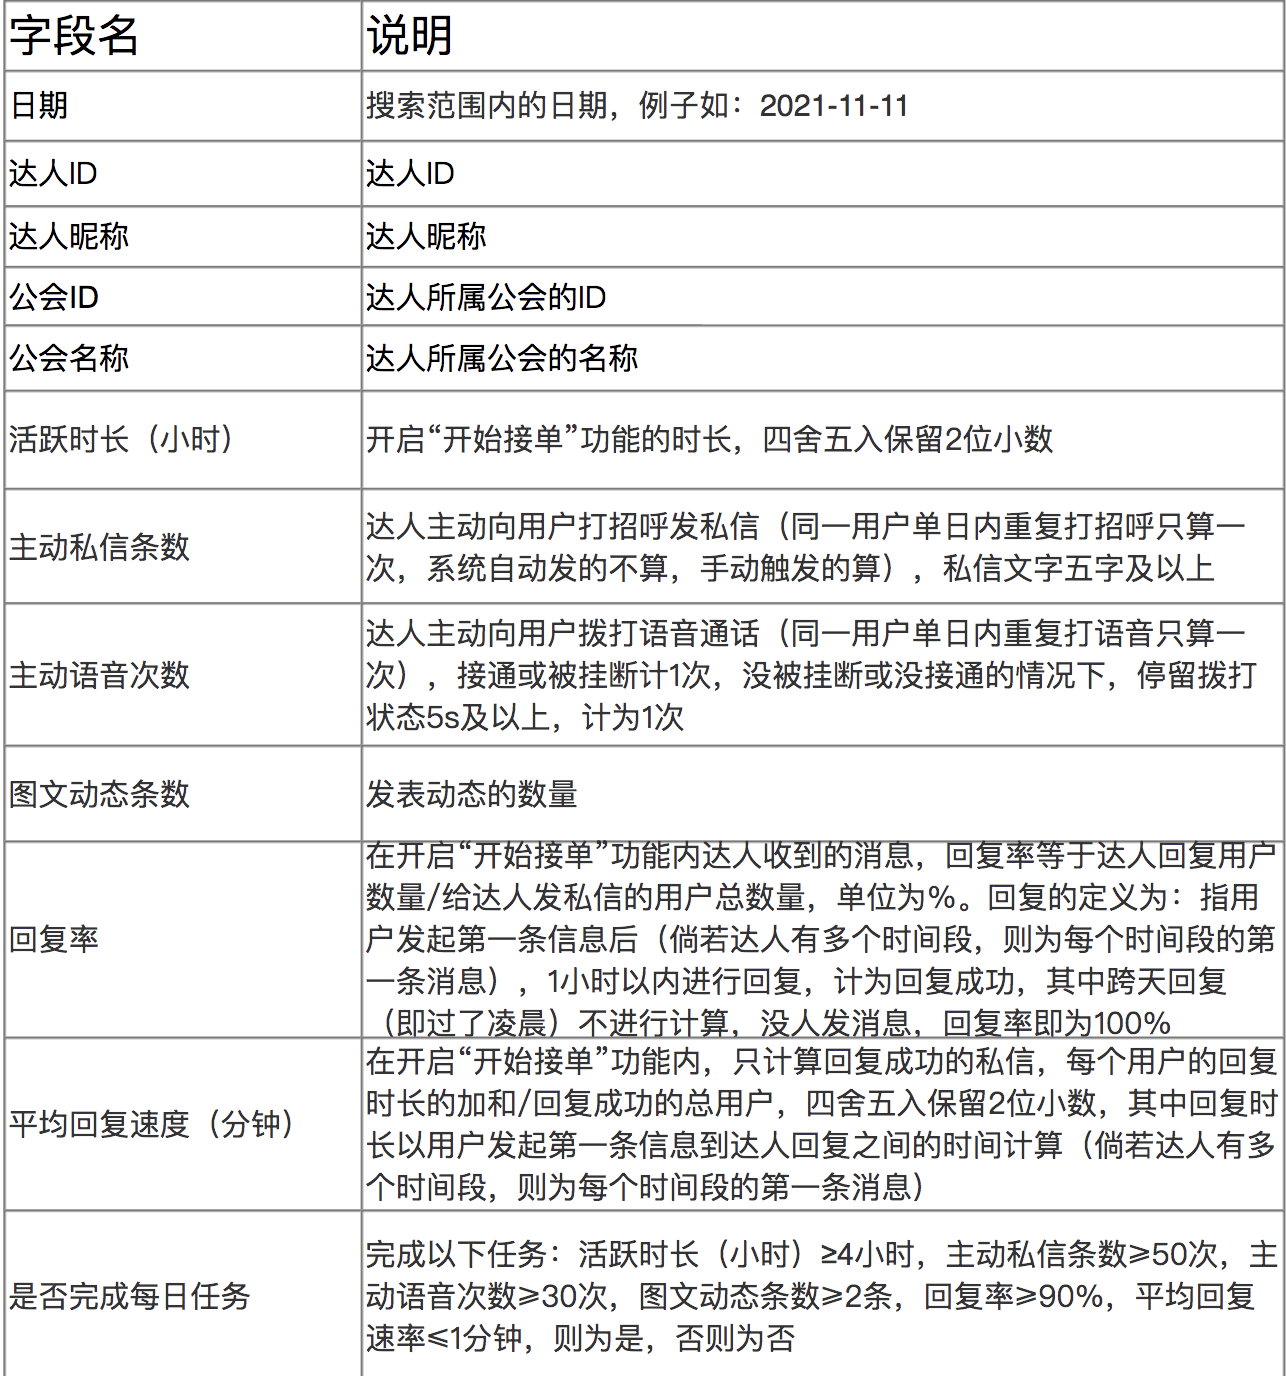 字段名
说明
日期
搜索范围内的日期，例子如：2021-11-11
达人ID
达人ID
达人昵称
达人昵称
公会ID
达人所属公会的ID
公会名称
达人所属公会的名称
活跃时长（小时）
开启“开始接单”功能的时长，四舍五入保留2位小数
主动私信条数
达人主动向用户打招呼发私信（同一用户单日内重复打招呼只算一
次，系统自动发的不算，手动触发的算），私信文字五字及以上
主动语音次数
达人主动向用户拨打语音通话（同一用户单日内重复打语音只算一
次），接通或被挂断计1次，没被挂断或没接通的情况下，停留拨打
状态5s及以上，计为1次
图文动态条数
发表动态的数量
回复率
在开启“开始接单”功能内达人收到的消息，回复率等于达人回复用户
数量/给达人发私信的用户总数量，单位为%。回复的定义为：指用
户发起第一条信息后（倘若达人有多个时间段，则为每个时间段的第
一条消息），1小时以内进行回复，计为回复成功，其中跨天回复
（即过了凌晨）不进行计算，没人发消息，回复率即为100%
平均回复速度（分钟）
在开启“开始接单”功能内，只计算回复成功的私信，每个用户的回复
时长的加和/回复成功的总用户，四舍五入保留2位小数，其中回复时
长以用户发起第一条信息到达人回复之间的时间计算（倘若达人有多
个时间段，则为每个时间段的第一条消息）
是否完成每日任务
完成以下任务：活跃时长（小时）≥4小时，主动私信条数≥50次，主
动语音次数≥30次，图文动态条数≥2条，回复率≥90%，平均回复
速率≤1分钟，则为是，否则为否